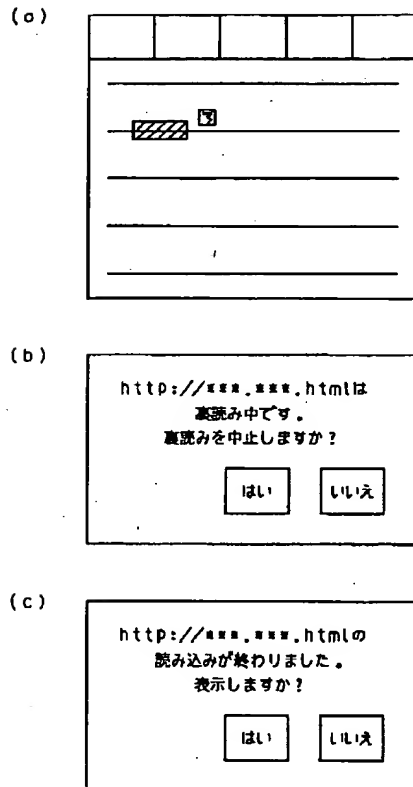 (a)
(b)
http://***.***.htmlは
裏読み中です。
裏読みを中止しますか?
はい いいえ
(c)
http://***.***.htmlの
読み込みが終わりました。
表示しますか?
はい いいえ